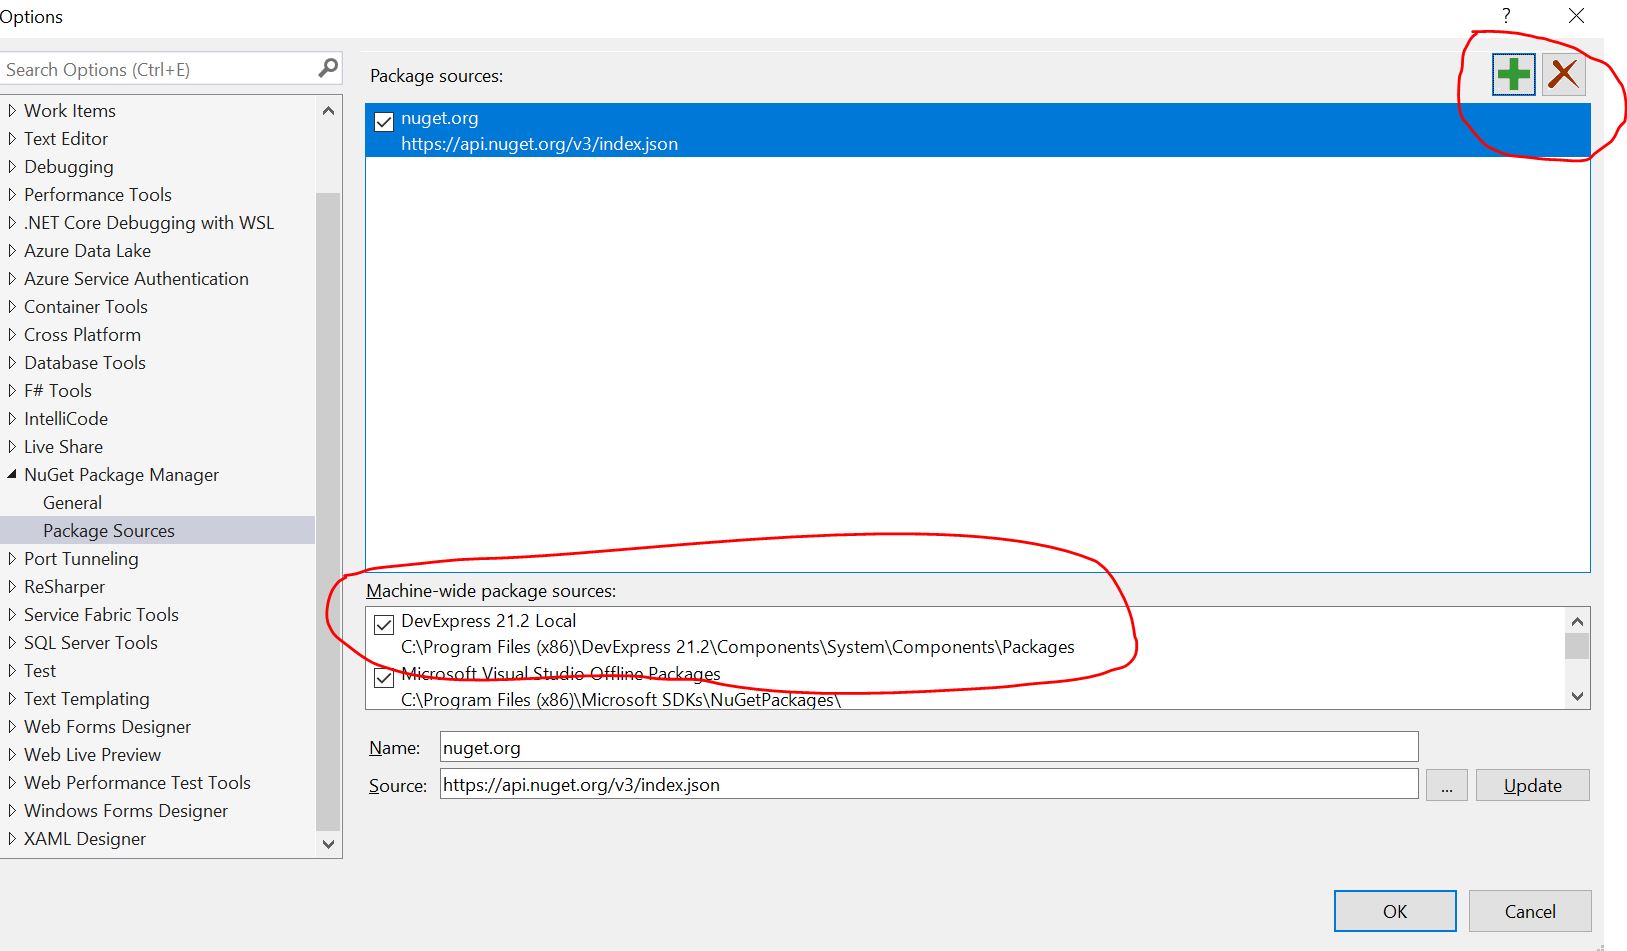 Options
?
Search Options (Ctrl+E)
Work Items
Text Editor
Debugging
Performance Tools
.NET Core Debugging with WSL
Azure Data Lake
Azure Service Authentication
Container Tools
Cross Platform
Database Tools
F# Tools
IntelliCode
Live Share
NuGet Package Manager
General
Package Sources
Port Tunneling
ReSharper
Service Fabric Tools
SQL Server Tools
Test
Text Templating
Web Forms Designer
Web Live Preview
Web Performance Test Tools
Windows Forms Designer
XAML Designer
Package sources:
nuget.org
https://api.nuget.org/v3/index.json
Machine-wide package sources:
DevExpress 21.2 Local
C:\Program Files (x86)\DevExpress 21.2\Components\System\Components\Packages
Microsoft Visual Studio Offline Packages
C:\Program Files (x86)\Microsoft SDKs\NuGetPackages\
Name: nuget.org
Source: https://api.nuget.org/v3/index.json ... Update
OK Cancel